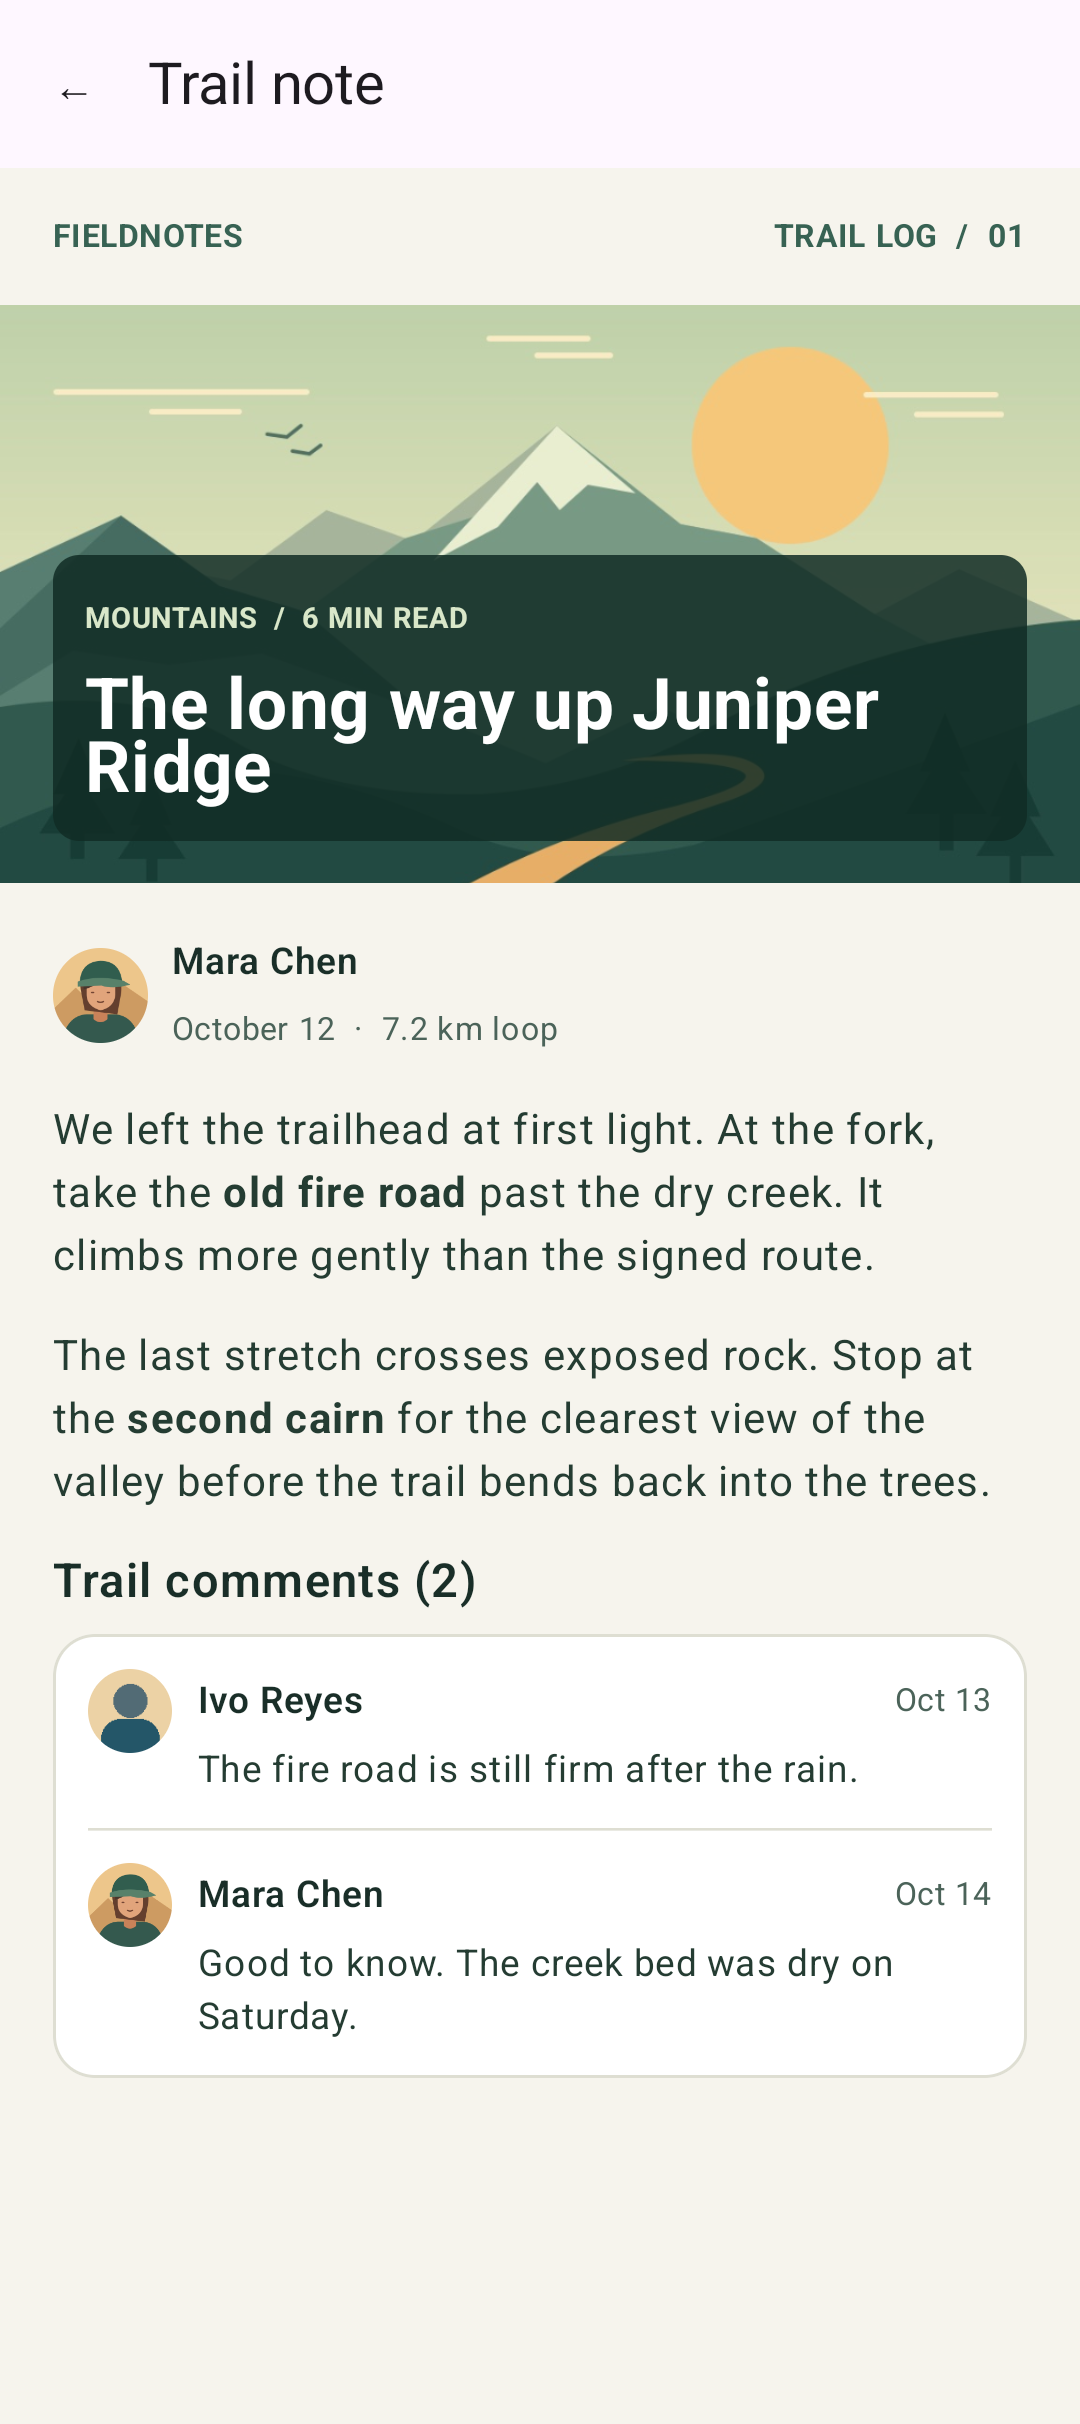 ← Trail note
FIELDNOTES
TRAIL LOG / 01
MOUNTAINS / 6 MIN READ
The long way up Juniper
Ridge
Mara Chen
October 12 · 7.2 km loop
We left the trailhead at first light. At the fork,
take the old fire road past the dry creek. It
climbs more gently than the signed route.
The last stretch crosses exposed rock. Stop at
the second cairn for the clearest view of the
valley before the trail bends back into the trees.
Trail comments (2)
Ivo Reyes
Oct 13
The fire road is still firm after the rain.
Mara Chen
Oct 14
Good to know. The creek bed was dry on
Saturday.